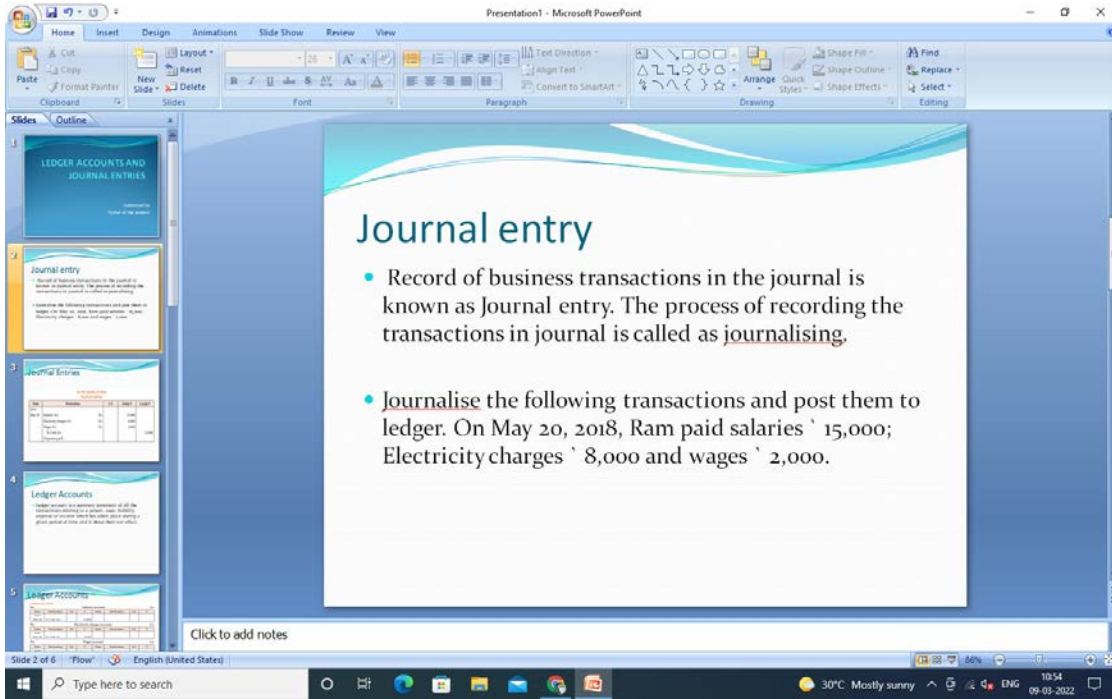 Presentation1 - Microsoft PowerPoint
Home Insert Design Animations Slide Show Review View
Cut
Copy
Format Painter
Paste
Clipboard
New Slide
Layout
Reset
Delete
Slides
26
Font
Text Direction
Align Text
Convert to SmartArt
Paragraph
Arrange
Quick Styles
Shape Fill
Shape Outline
Shape Effects
Drawing
Find
Replace
Select
Editing
Slides Outline
1
LEDGER ACCOUNTS AND
JOURNAL ENTRIES
2
Journal entry
3
Journal Entries
4
Ledger Accounts
5
Ledger Accounts
Journal entry
• Record of business transactions in the journal is
known as Journal entry. The process of recording the
transactions in journal is called as journalising.
• Journalise the following transactions and post them to
ledger. On May 20, 2018, Ram paid salaries ` 15,000;
Electricity charges ` 8,000 and wages ` 2,000.
Click to add notes
Slide 2 of 6 "Flow" English (United States) 66%
Type here to search
30°C Mostly sunny ENG 10:54
09-03-2022